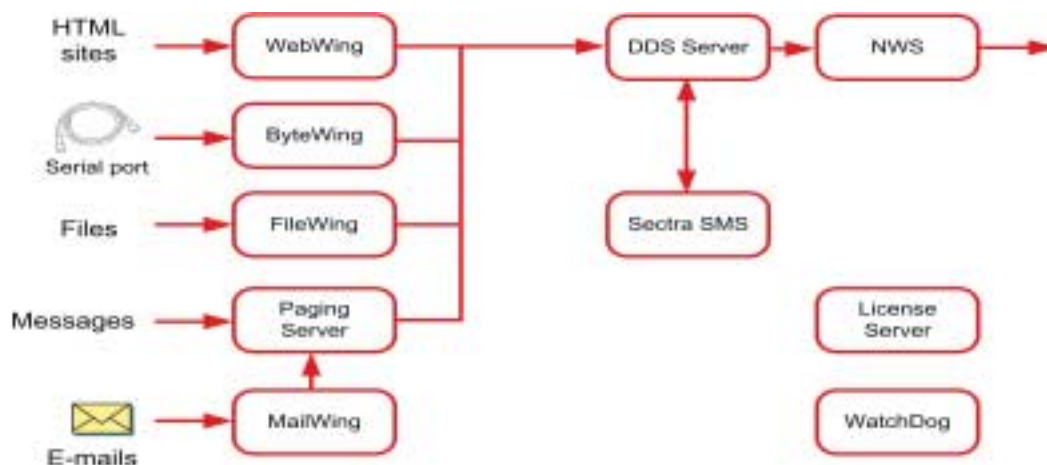 HTML
sites
WebWing
DDS Server
NWS
Serial port
ByteWing
Files
FileWing
Sectra SMS
Messages
Paging
Server
License
Server
E-mails
MailWing
WatchDog